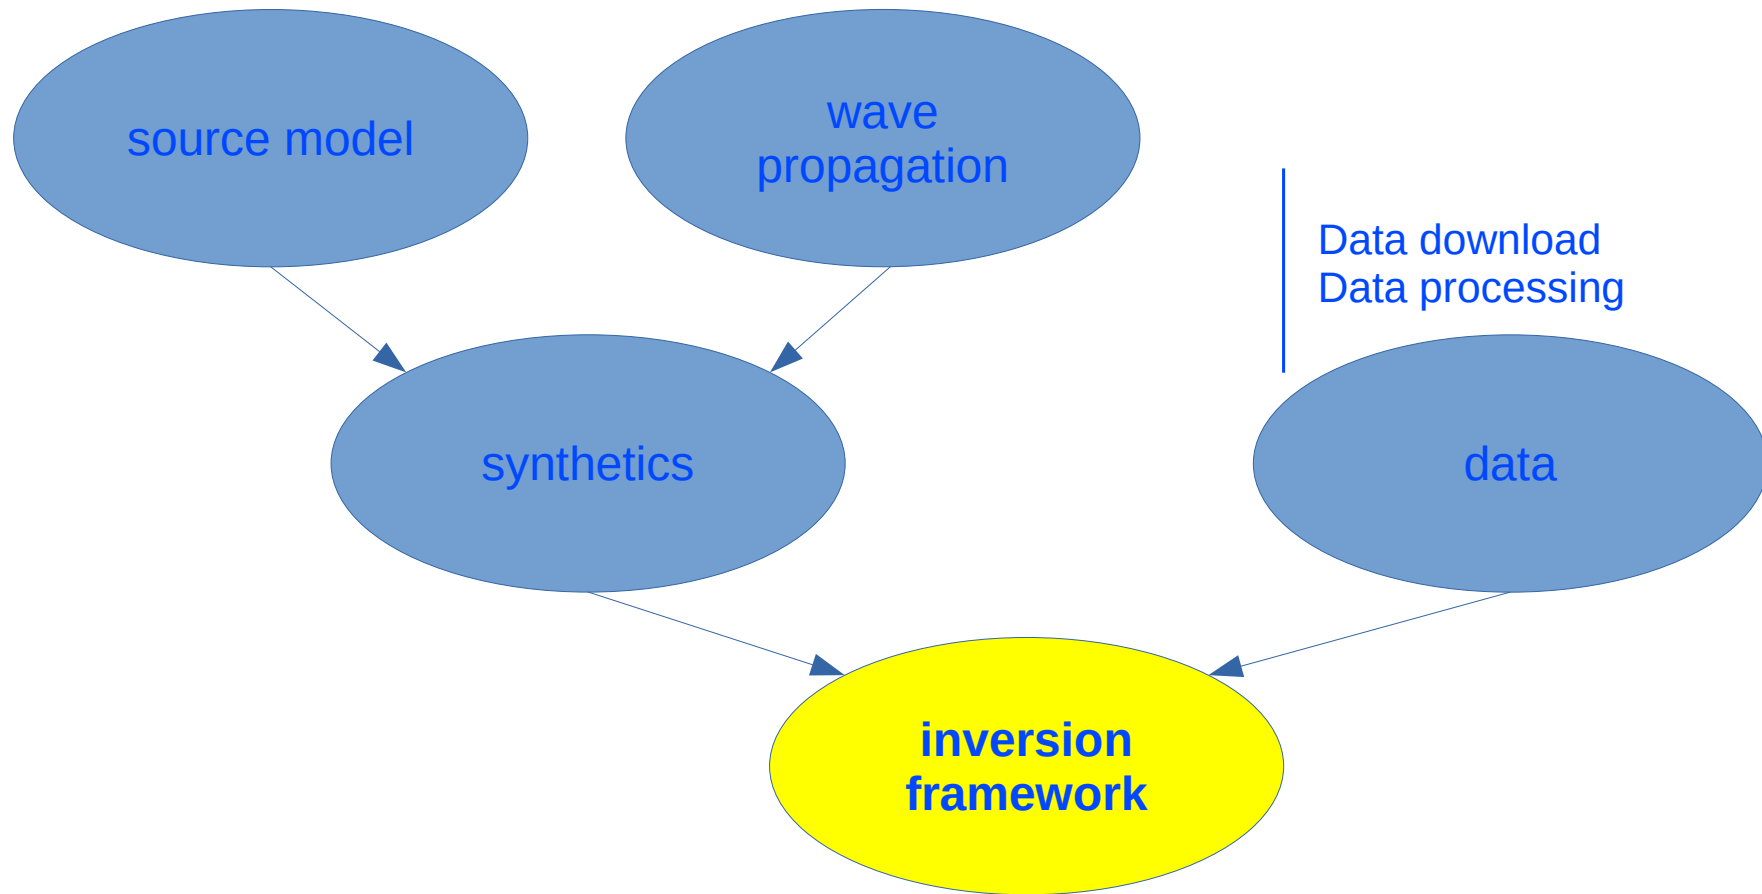 source model
wave
propagation
Data download
Data processing
synthetics
data
inversion
framework